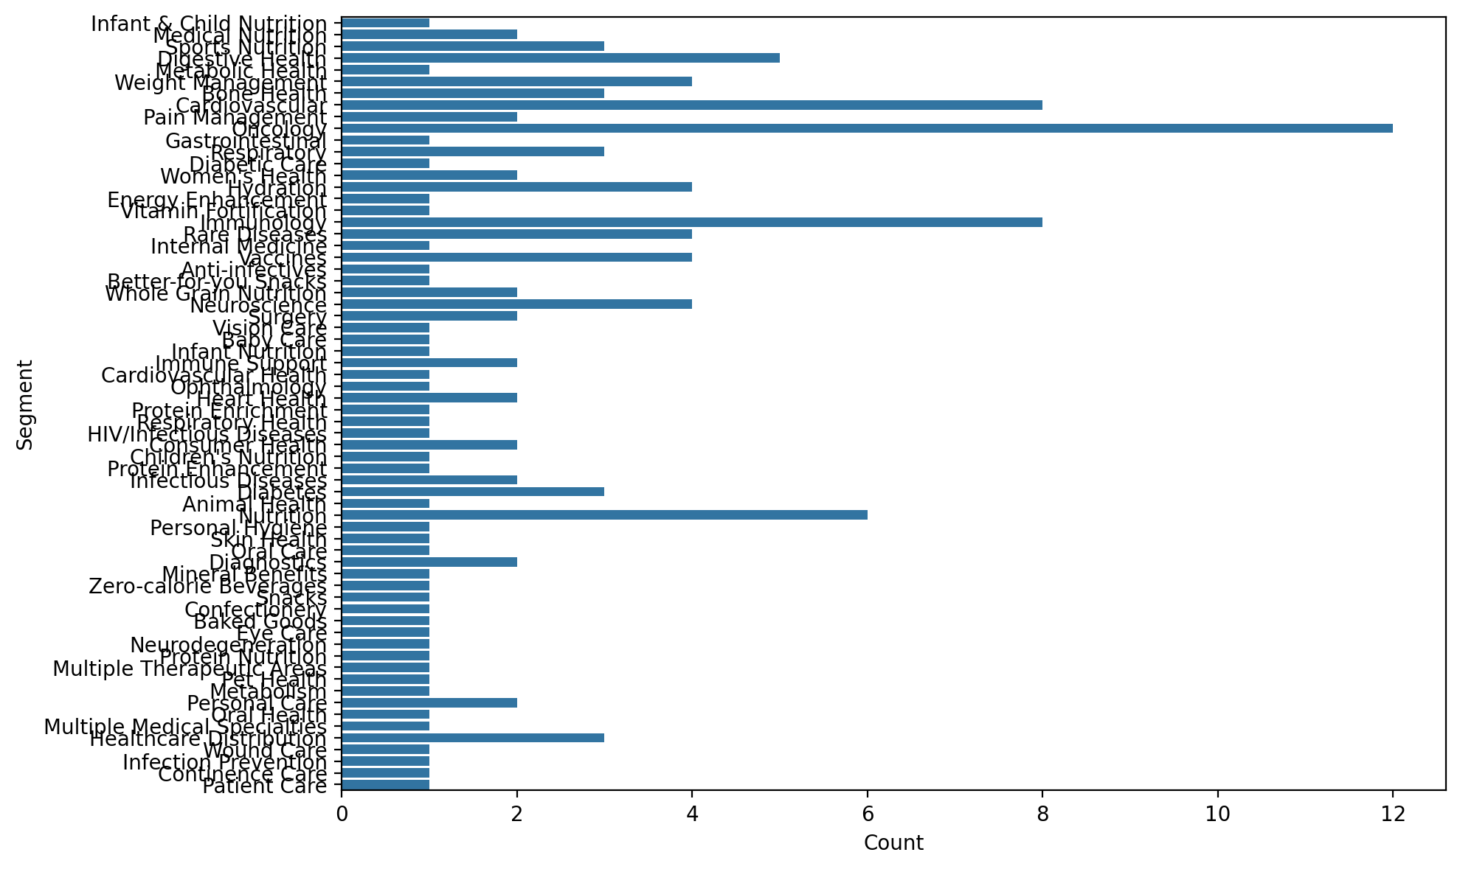 Infant & Child Nutrition
Medical Nutrition
Sports Nutrition
Digestive Health
Metabolic Health
Weight Management
Bone Health
Cardiovascular
Pain Management
Oncology
Gastrointestinal
Respiratory
Diabetic Care
Women's Health
Hydration
Energy Enhancement
Vitamin Fortification
Immunology
Rare Diseases
Internal Medicine
Vaccines
Anti-infectives
Better-for-you Snacks
Whole Grain Nutrition
Neuroscience
Surgery
Vision Care
Baby Care
Infant Nutrition
Immune Support
Cardiovascular Health
Ophthalmology
Heart Health
Protein Enrichment
Respiratory Health
HIV/Infectious Diseases
Consumer Health
Children's Nutrition
Protein Enhancement
Infectious Diseases
Diabetes
Animal Health
Nutrition
Personal Hygiene
Skin Health
Oral Care
Diagnostics
Mineral Benefits
Zero-calorie Beverages
Snacks
Confectionery
Baked Goods
Eye Care
Neurodegeneration
Protein Nutrition
Multiple Therapeutic Areas
Pet Health
Metabolism
Personal Care
Oral Health
Multiple Medical Specialties
Healthcare Distribution
Wound Care
Infection Prevention
Continence Care
Patient Care
Segment
0 2 4 6 8 10 12
Count